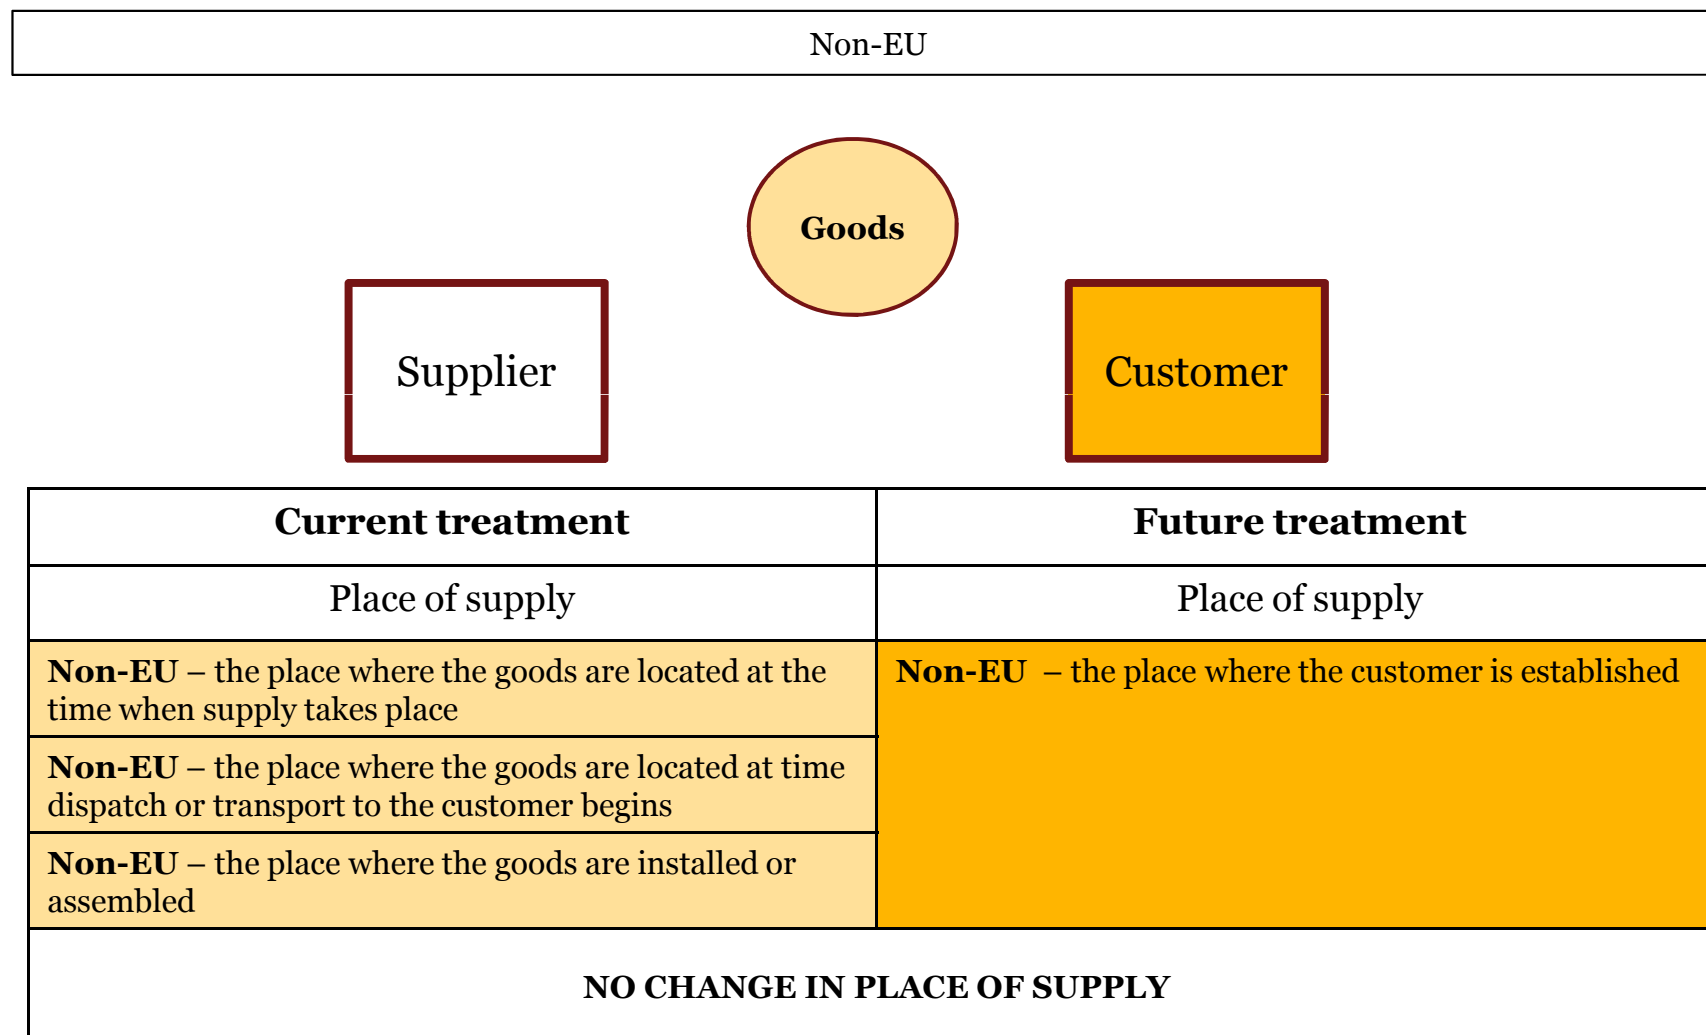 Non-EU
Goods
Supplier
Customer
Current treatment
Future treatment
Place of supply
Place of supply
Non-EU – the place where the goods are located at the
time when supply takes place
Non-EU – the place where the customer is established
Non-EU – the place where the goods are located at time
dispatch or transport to the customer begins
Non-EU – the place where the goods are installed or
assembled
NO CHANGE IN PLACE OF SUPPLY